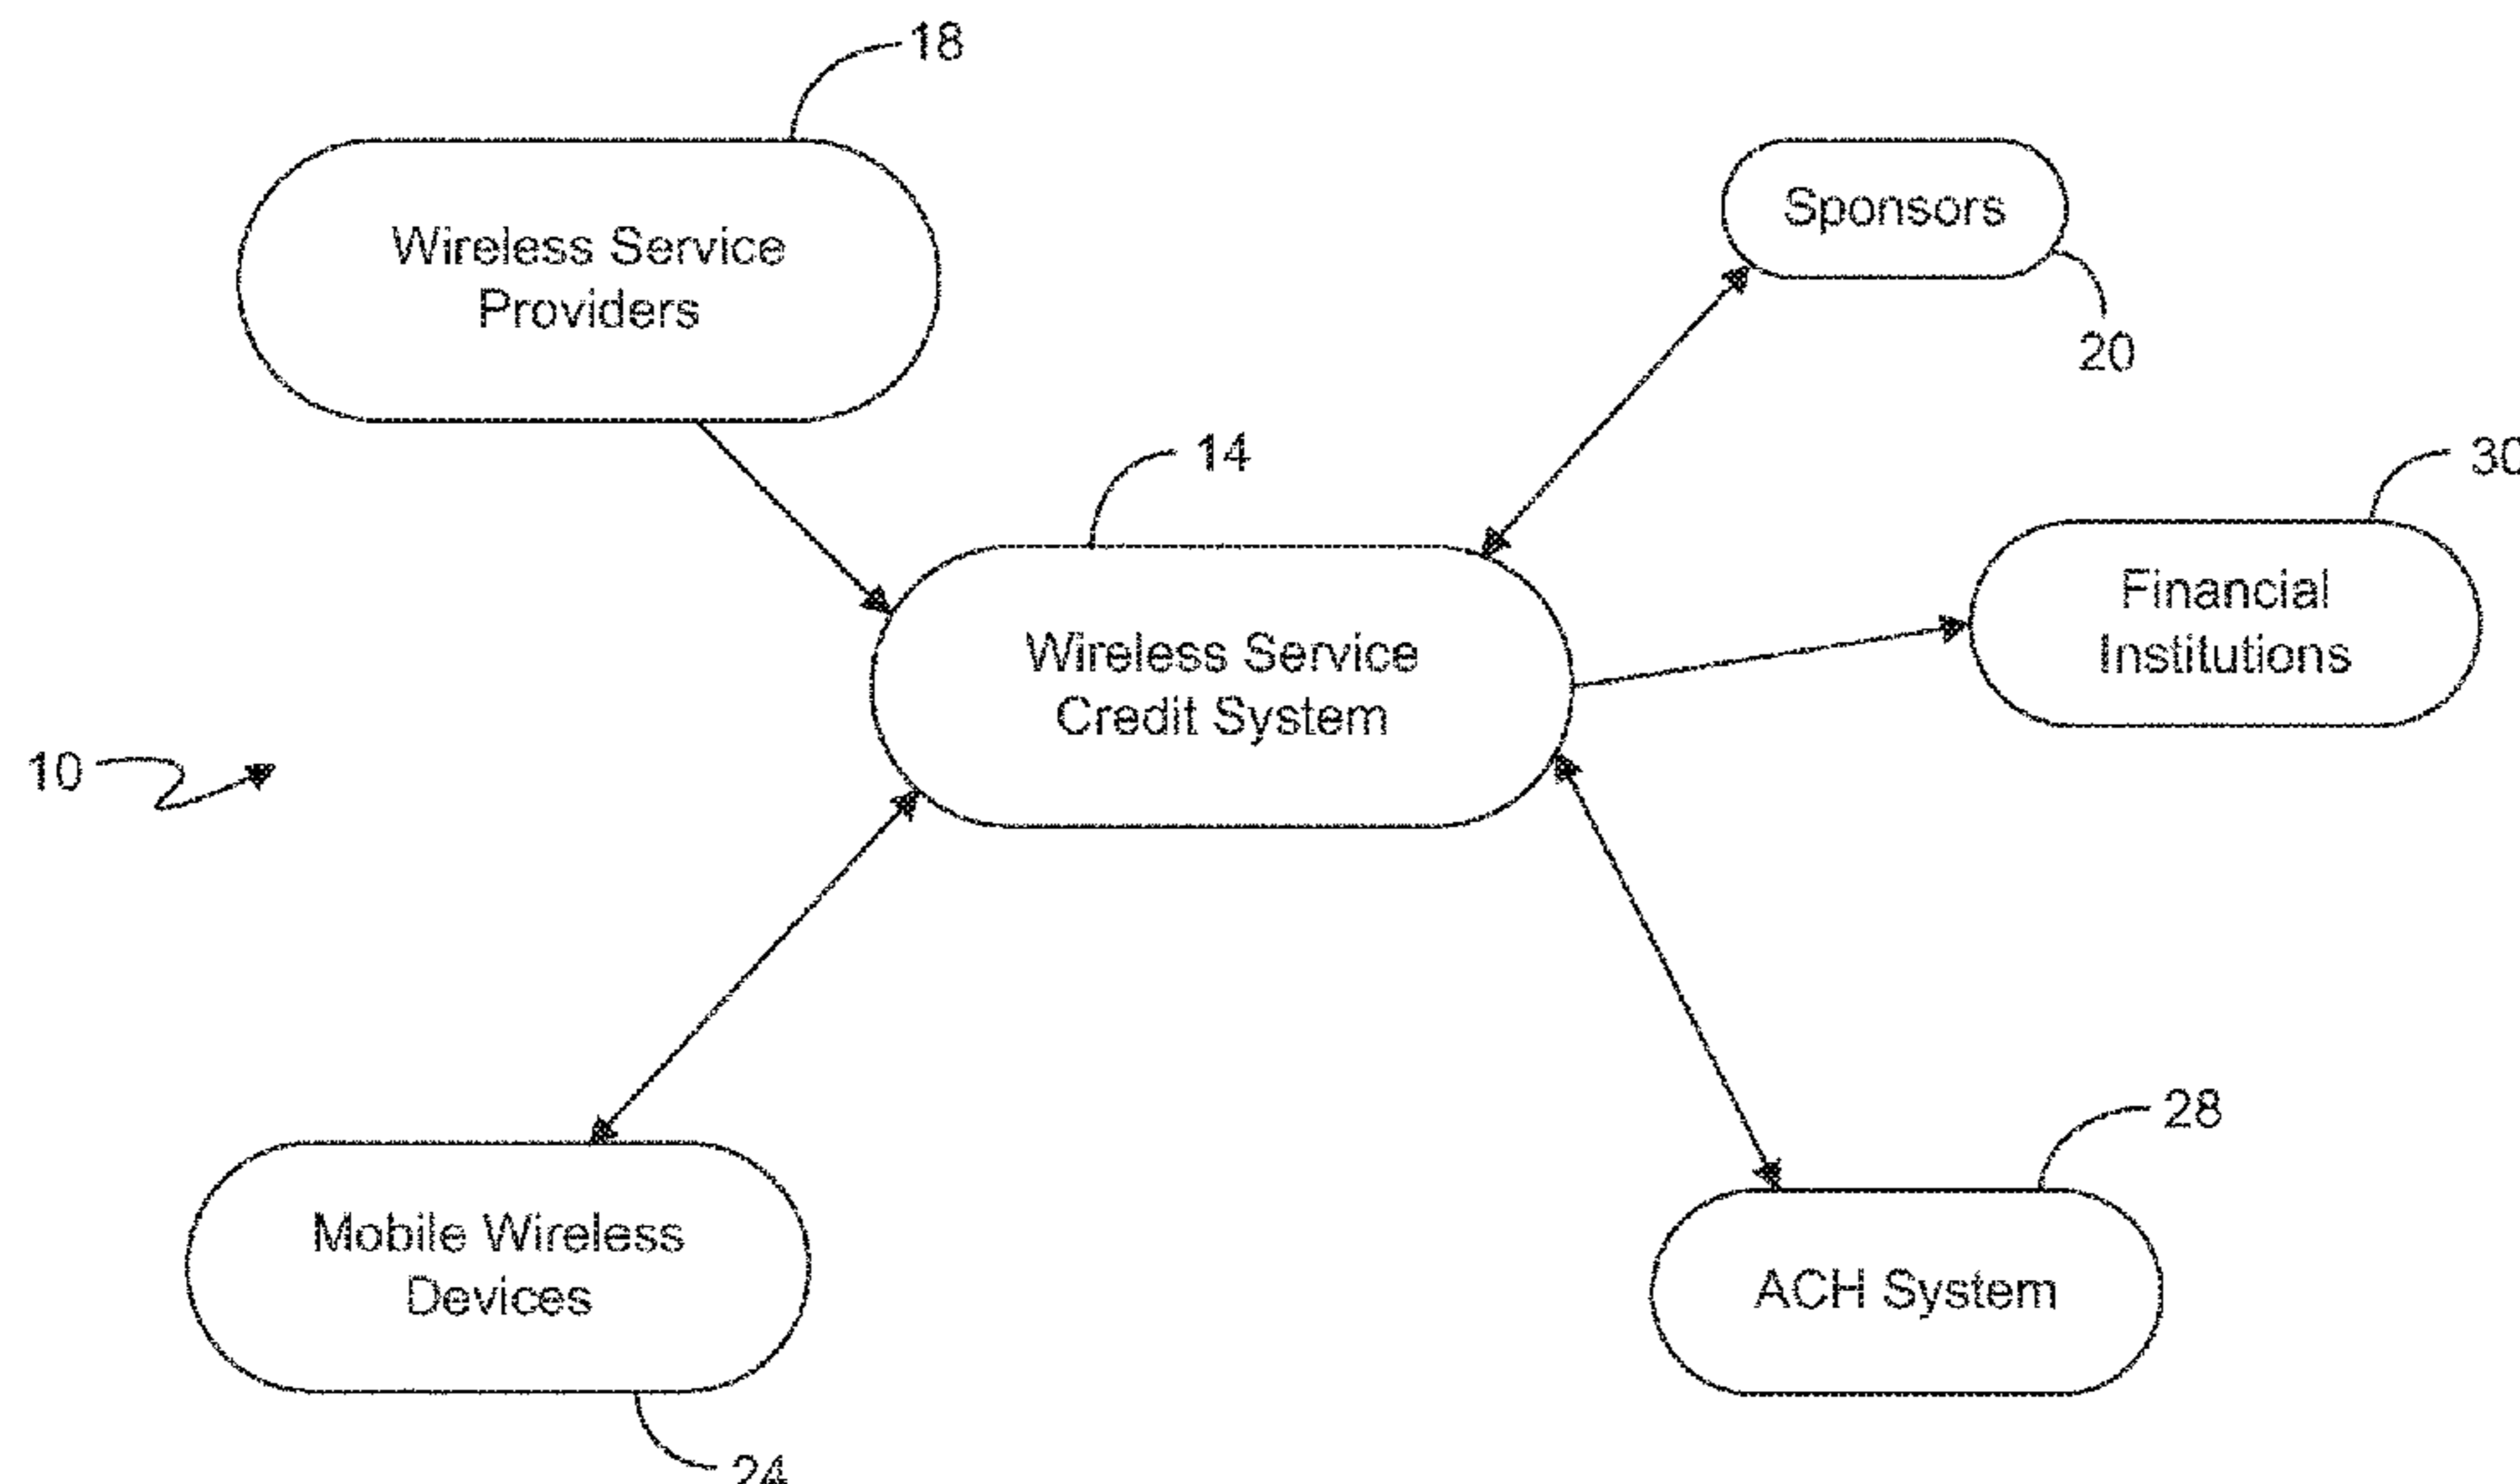 18
Wireless Service
Providers
Sponsors
20
14
30
Wireless Service
Credit System
Financial
Institutions
10
28
Mobile Wireless
Devices
ACH System
24